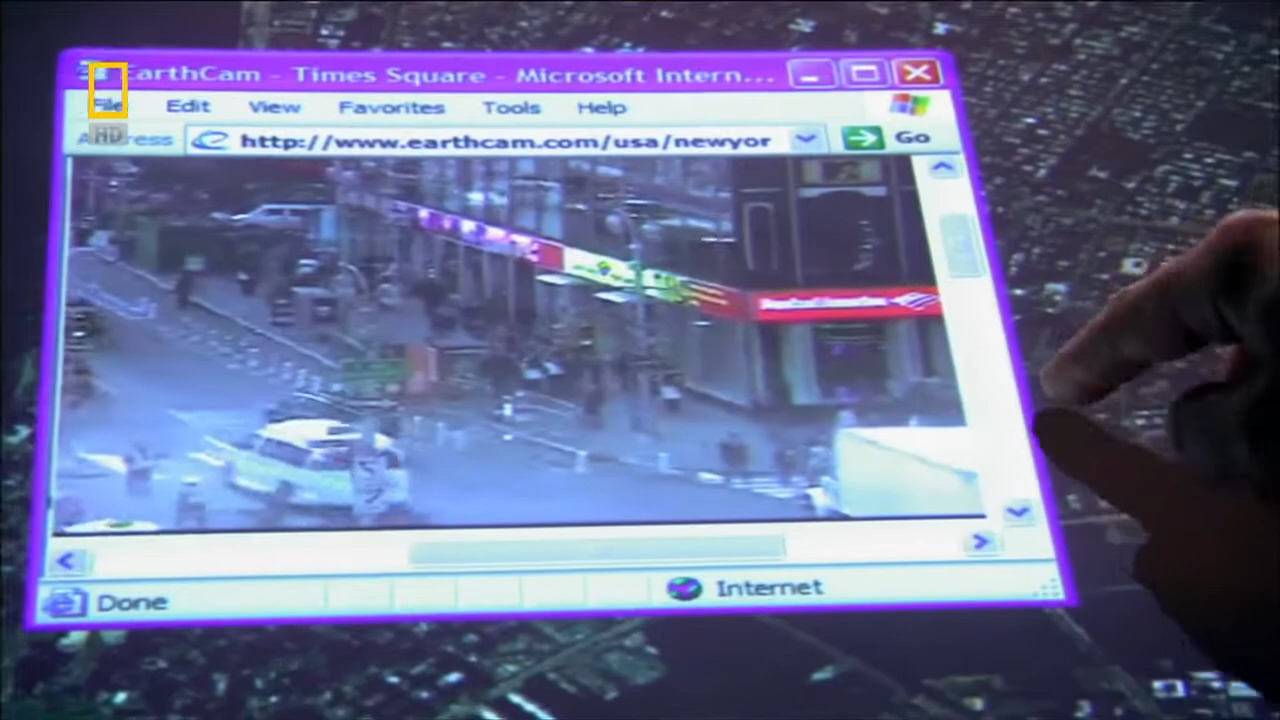 EarthCam - Times Square - Microsoft Intern...
File Edit View Favorites Tools Help
HD
Address http://www.earthcam.com/usa/newyor Go
Done Internet